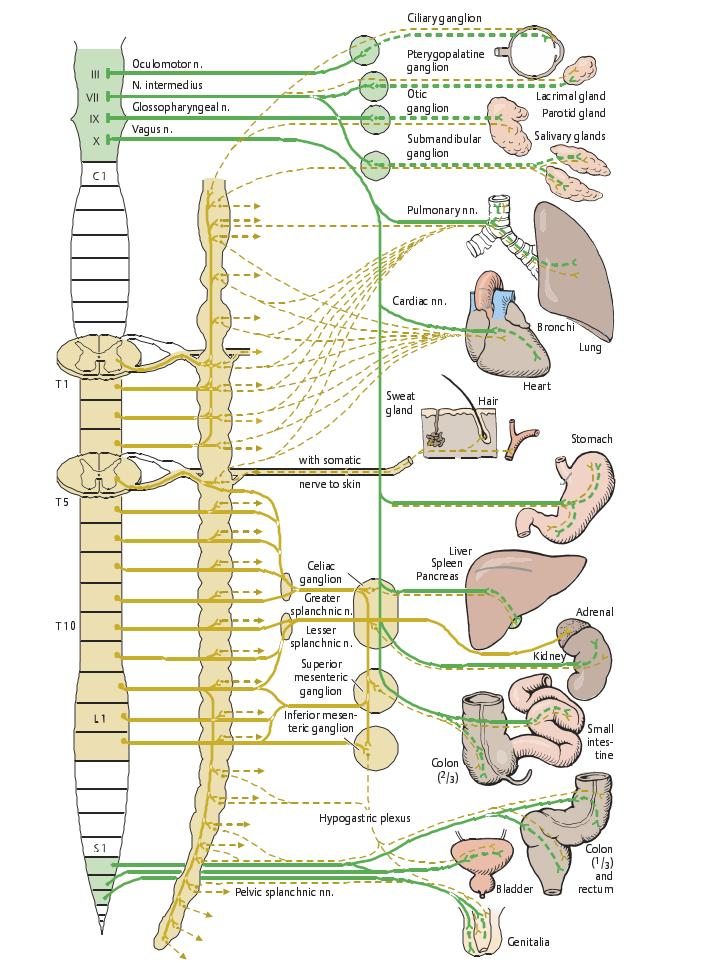 Ciliary ganglion
Pterygopalatine
ganglion
Oculomotor n.
III
N. intermedius
VII
Otic
ganglion
Lacrimal gland
Glossopharyngeal n.
IX
Parotid gland
Vagus n.
X
Submandibular
ganglion
Salivary glands
C1
Pulmonary nn.
Cardiac nn.
Bronchi
Lung
Heart
T1
Sweat
gland
Hair
Stomach
with somatic
nerve to skin
T5
Liver
Spleen
Pancreas
Celiac
ganglion
Greater
splanchnic n.
Adrenal
T10
Lesser
splanchnic n.
Kidney
Superior
mesenteric
ganglion
L1
Inferior mesen-
teric ganglion
Small
intes-
tine
Colon
(2/3)
Hypogastric plexus
S1
Colon
(1/3)
and
rectum
Bladder
Pelvic splanchnic nn.
Genitalia